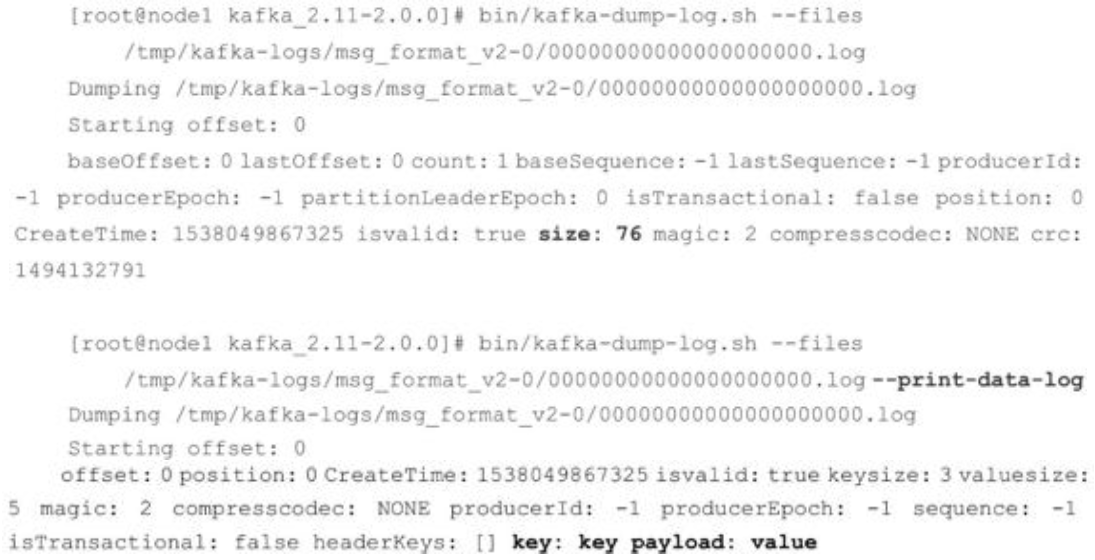 [root@node1 kafka_2.11-2.0.0]# bin/kafka-dump-log.sh --files
/tmp/kafka-logs/msg_format_v2-0/00000000000000000000.log
Dumping /tmp/kafka-logs/msg_format_v2-0/00000000000000000000.log
Starting offset: 0
baseOffset: 0 lastOffset: 0 count: 1 baseSequence: -1 lastSequence: -1 producerId:
-1 producerEpoch: -1 partitionLeaderEpoch: 0 isTransactional: false position: 0
CreateTime: 1538049867325 isvalid: true size: 76 magic: 2 compresscodec: NONE crc:
1494132791
[root@node1 kafka_2.11-2.0.0]# bin/kafka-dump-log.sh --files
/tmp/kafka-logs/msg_format_v2-0/00000000000000000000.log --print-data-log
Dumping /tmp/kafka-logs/msg_format_v2-0/00000000000000000000.log
Starting offset: 0
offset: 0 position: 0 CreateTime: 1538049867325 isvalid: true keysize: 3 valuesize:
5 magic: 2 compresscodec: NONE producerId: -1 producerEpoch: -1 sequence: -1
isTransactional: false headerKeys: [] key: key payload: value